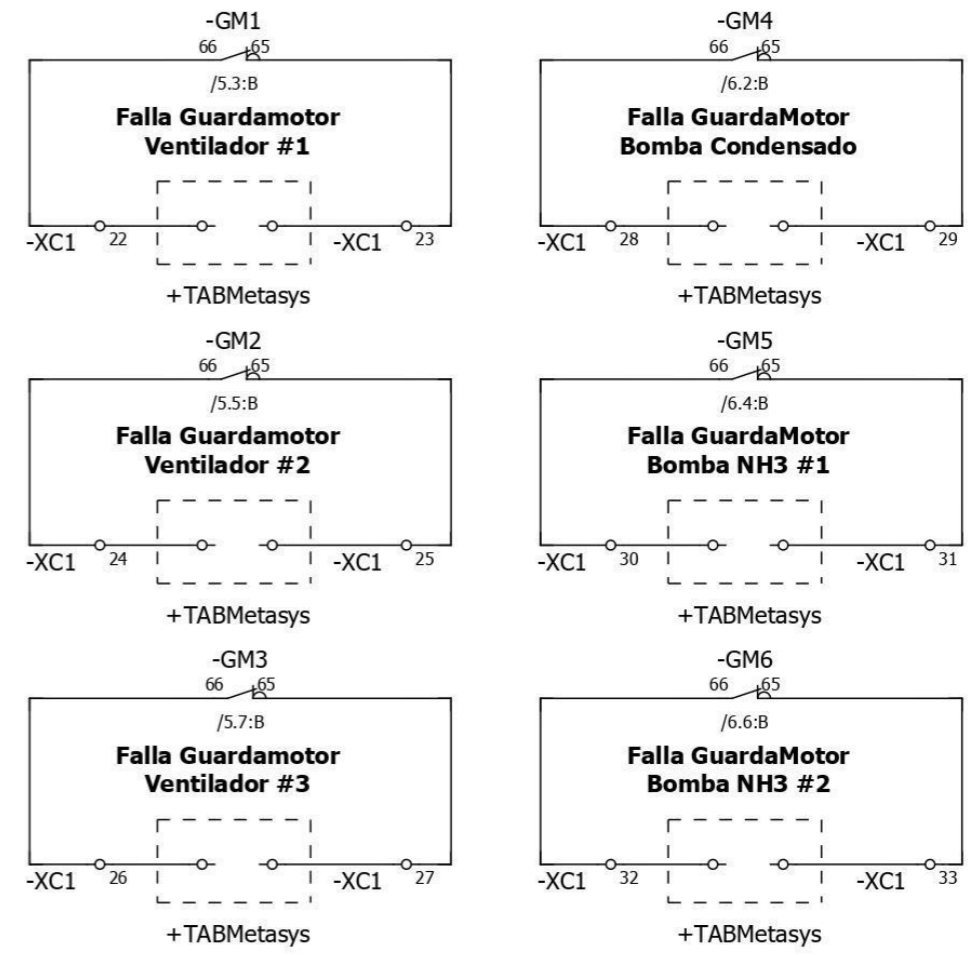 -GM1
66 65
/5.3:B
Falla Guardamotor
Ventilador #1
-XC1 22 -XC1 23
+TABMetasys
-GM2
66 65
/5.5:B
Falla Guardamotor
Ventilador #2
-XC1 24 -XC1 25
+TABMetasys
-GM3
66 65
/5.7:B
Falla Guardamotor
Ventilador #3
-XC1 26 -XC1 27
+TABMetasys
-GM4
66 65
/6.2:B
Falla GuardaMotor
Bomba Condensado
-XC1 28 -XC1 29
+TABMetasys
-GM5
66 65
/6.4:B
Falla GuardaMotor
Bomba NH3 #1
-XC1 30 -XC1 31
+TABMetasys
-GM6
66 65
/6.6:B
Falla GuardaMotor
Bomba NH3 #2
-XC1 32 -XC1 33
+TABMetasys